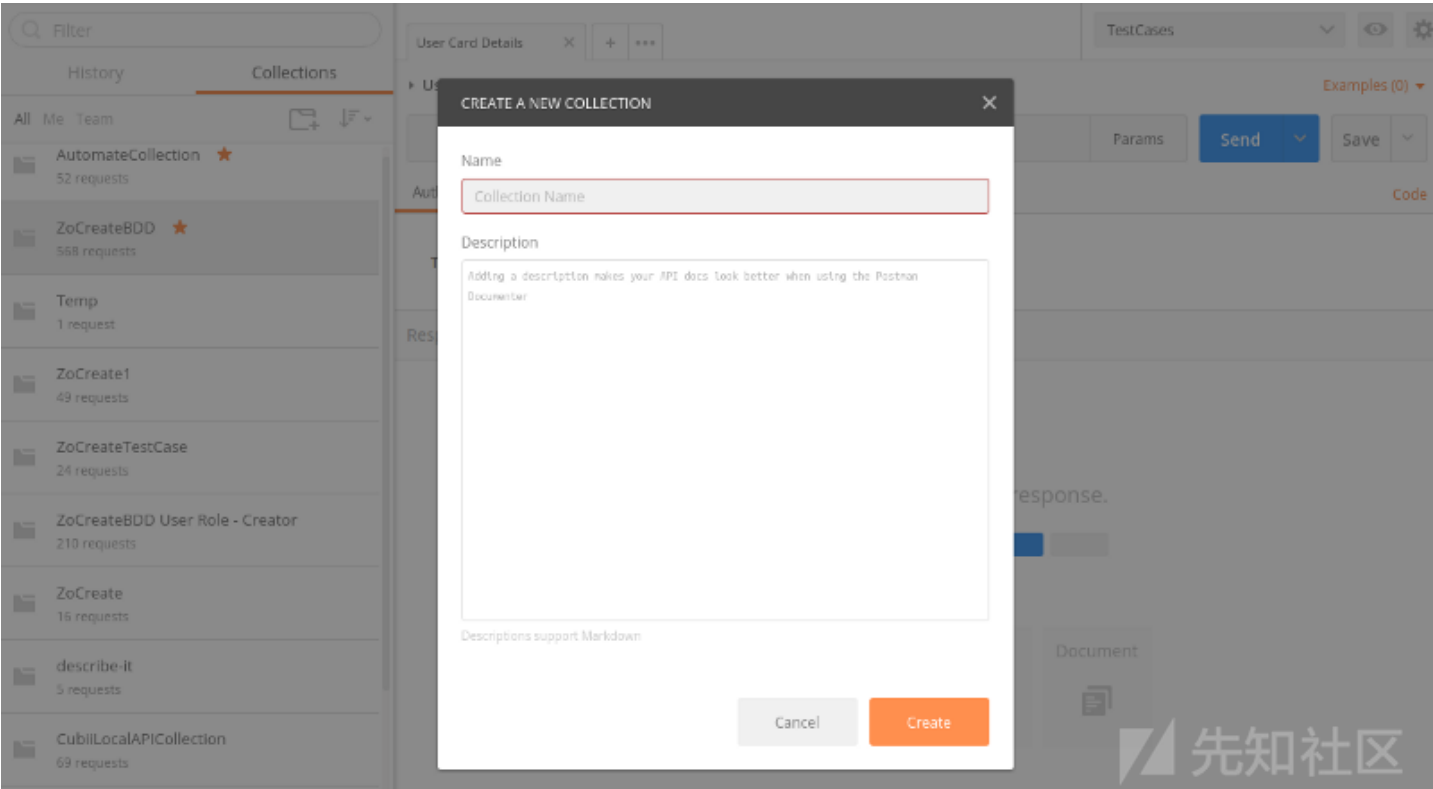 Filter
User Card Details
TestCases
History
Collections
Examples (0)
CREATE A NEW COLLECTION
All Me Team
AutomateCollection
52 requests
Name
Params
Send
Save
Collection Name
Code
ZoCreateBDD
568 requests
Description
Adding a description makes your API docs look better when using the Postman
Documenter
Temp
1 request
ZoCreate1
49 requests
ZoCreateTestCase
24 requests
response.
ZoCreateBDD User Role - Creator
210 requests
ZoCreate
16 requests
Descriptions support Markdown
Document
describe-it
5 requests
Cancel
Create
CubiiLocalAPICollection
69 requests
先知社区